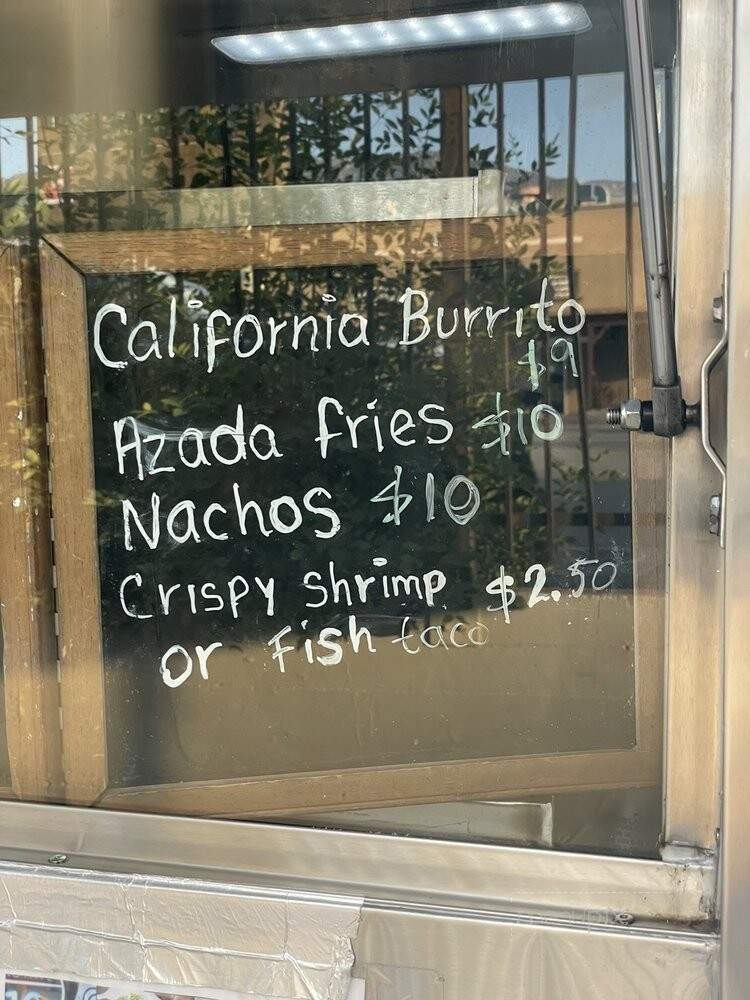 California Burrito
$9
Azada fries $10
Nachos $10
Crispy shrimp $2.50
or Fish taco